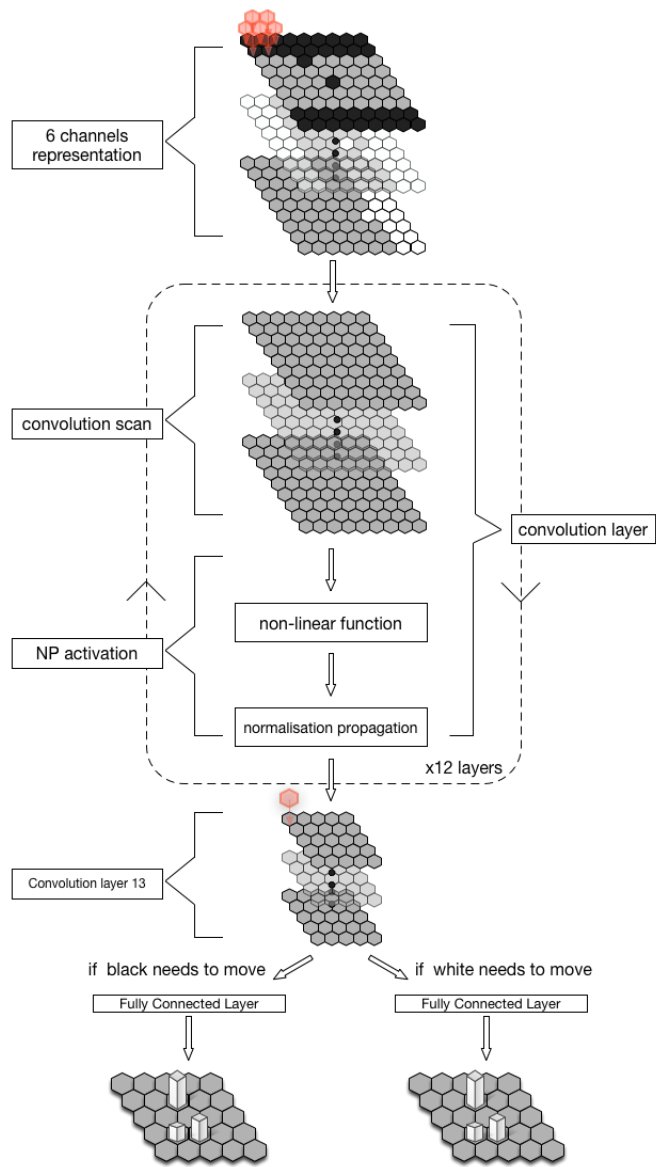 6 channels
representation
convolution scan
convolution layer
non-linear function
NP activation
normalisation propagation
x12 layers
Convolution layer 13
if black needs to move
if white needs to move
Fully Connected Layer
Fully Connected Layer